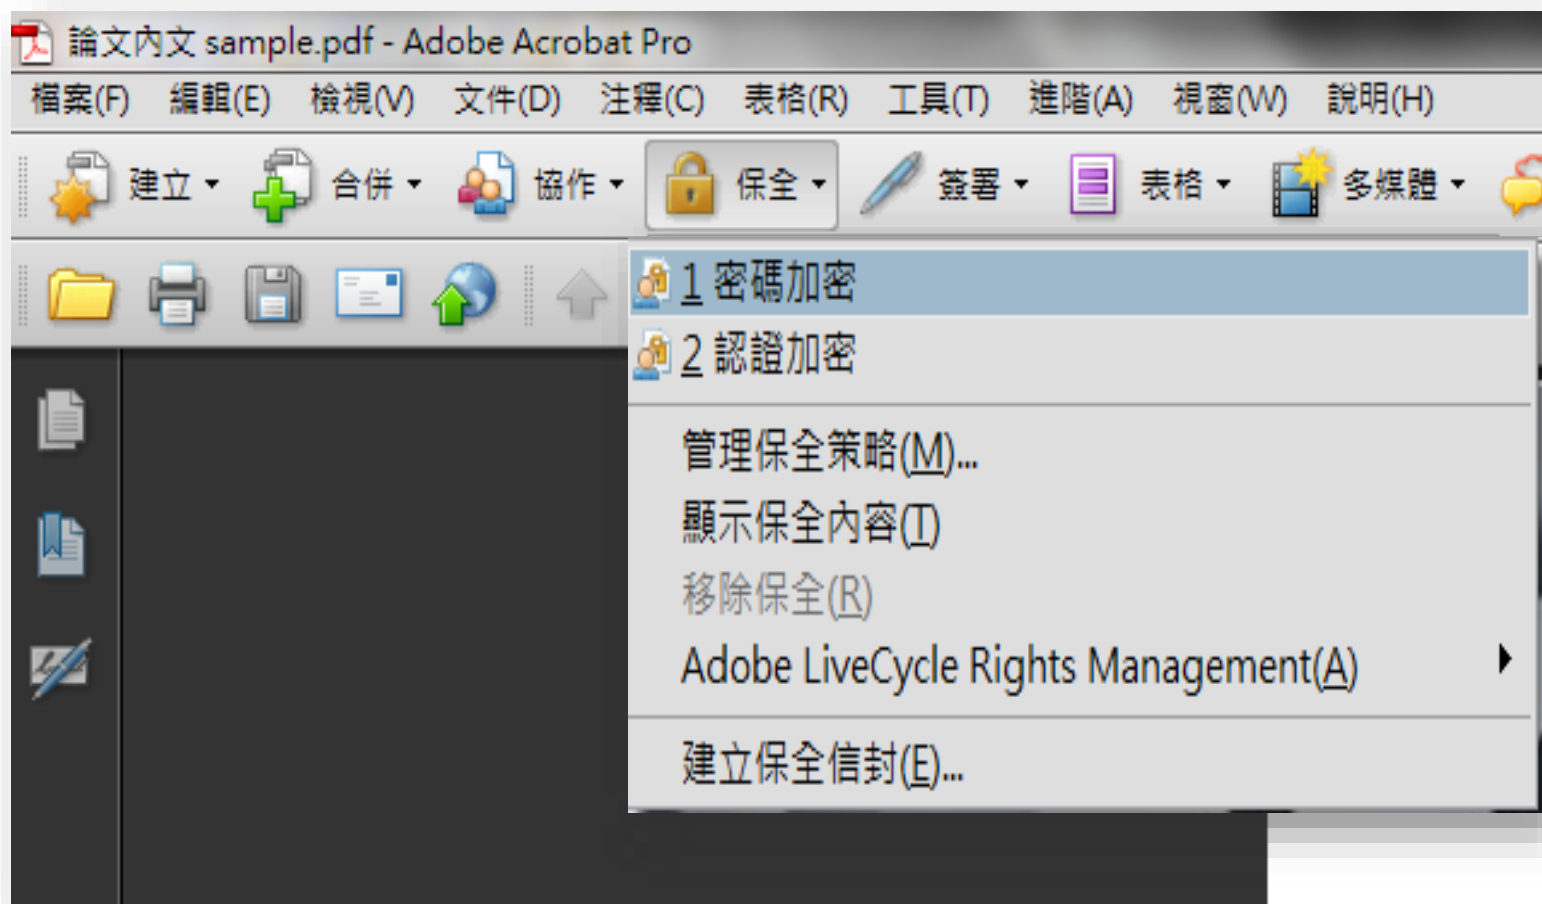 論文內文 sample.pdf - Adobe Acrobat Pro
檔案(F) 編輯(E) 檢視(V) 文件(D) 注釋(C) 表格(R) 工具(T) 進階(A) 視窗(W) 說明(H)
建立 合併 協作 保全 簽署 表格 多媒體
1 密碼加密
2 認證加密
管理保全策略(M)...
顯示保全內容(T)
移除保全(R)
Adobe LiveCycle Rights Management(A)
建立保全信封(E)...